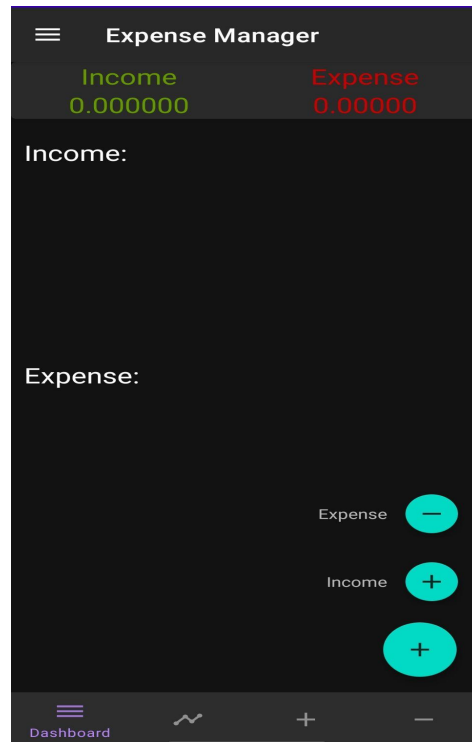 Expense Manager
Income Expense
0.000000 0.00000
Income:
Expense:
Expense −
Income +
+
Dashboard + −